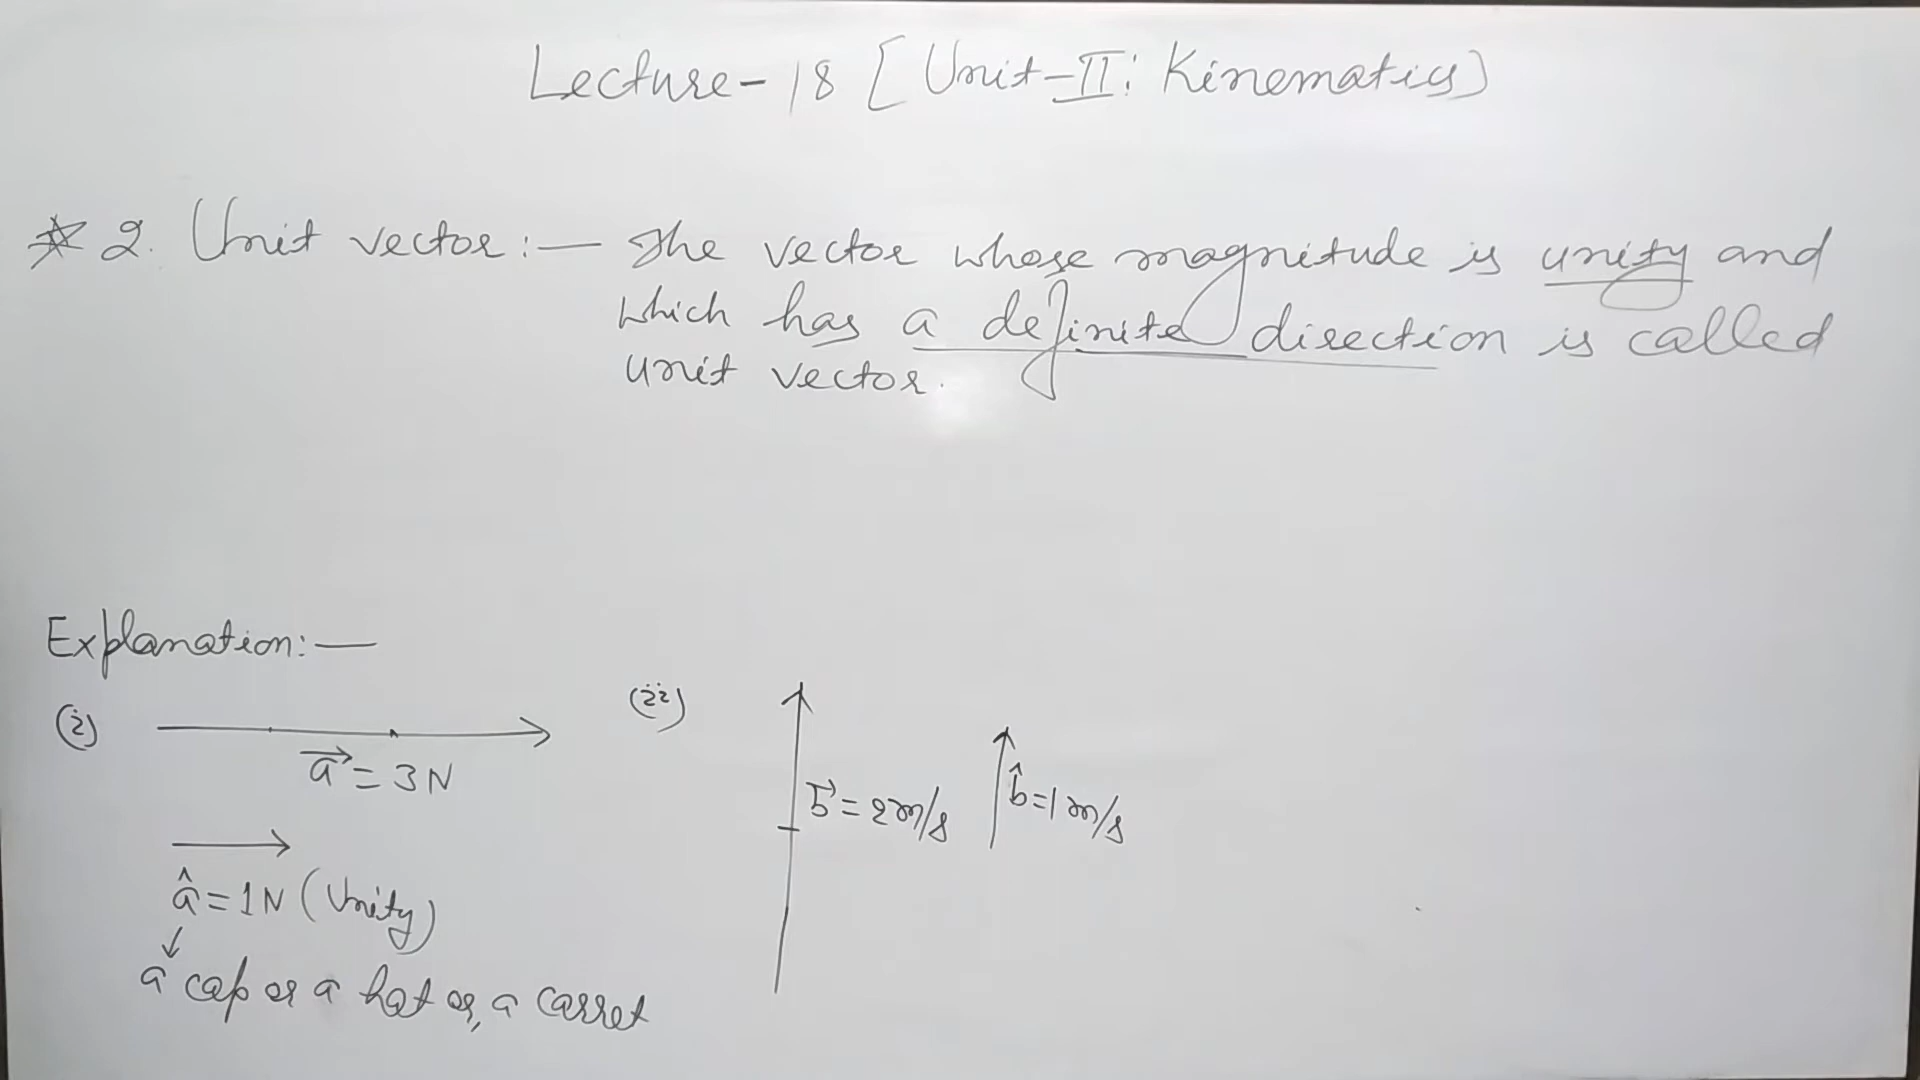 Lecture-18 [Unit-II: Kinematics]
* 2. Unit vector:— The vector whose magnitude is unity and
which has a definite direction is called
unit vector.
Explanation:—
(i)
a⃗ = 3N
â = 1N (Unity)
↓
a cap or a hat or, a carret
(ii)
b⃗ = 2m/s
b̂ = 1m/s